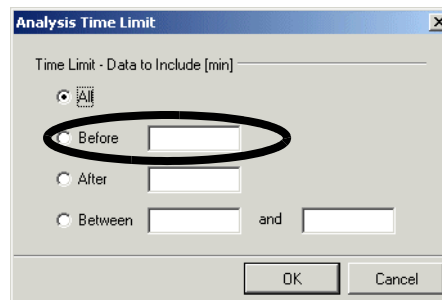 Analysis Time Limit
Time Limit - Data to Include [min]
All
Before
After
Between and
OK Cancel